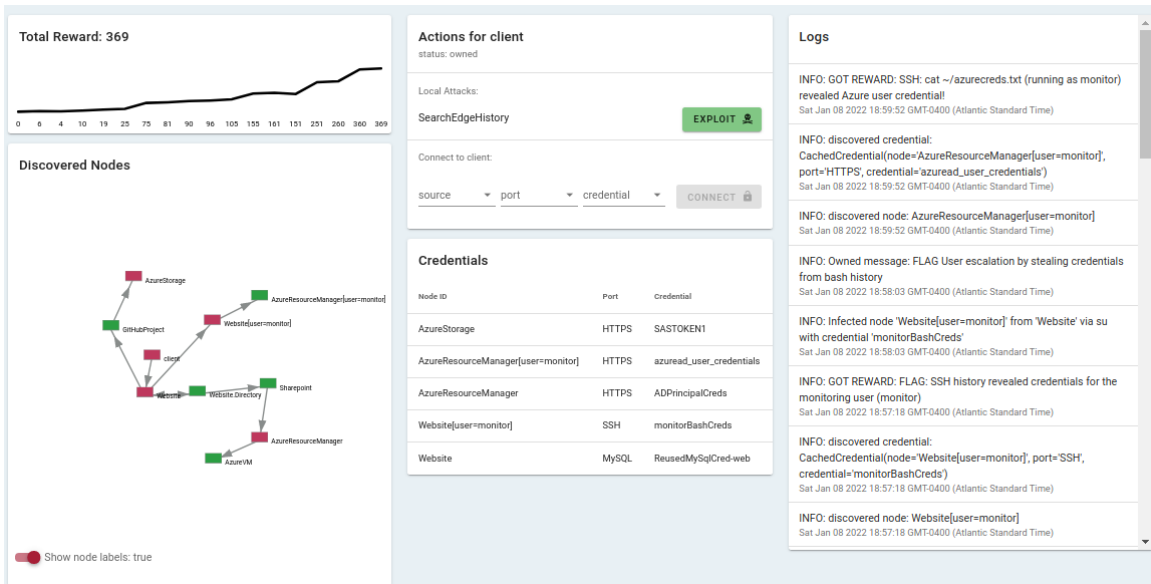 Total Reward: 369
0 6 4 10 19 25 75 81 90 96 105 155 161 151 251 260 360 369
Discovered Nodes
AzureStorage
AzureResourceManager[user=monitor]
Website[user=monitor]
GitHubProject
client
Sharepoint
Website
Website.Directory
AzureResourceManager
AzureVM
Show node labels: true
Actions for client
status: owned
Local Attacks:
SearchEdgeHistory
EXPLOIT
Connect to client:
source port credential CONNECT
Credentials
Node ID Port Credential
AzureStorage HTTPS SASTOKEN1
AzureResourceManager[user=monitor] HTTPS azuread_user_credentials
AzureResourceManager HTTPS ADPrincipalCreds
Website[user=monitor] SSH monitorBashCreds
Website MySQL ReusedMySqlCred-web
Logs
INFO: GOT REWARD: SSH: cat ~/azurecreds.txt (running as monitor)
revealed Azure user credential!
Sat Jan 08 2022 18:59:52 GMT-0400 (Atlantic Standard Time)
INFO: discovered credential:
CachedCredential(node='AzureResourceManager[user=monitor]',
port='HTTPS', credential='azuread_user_credentials')
Sat Jan 08 2022 18:59:52 GMT-0400 (Atlantic Standard Time)
INFO: discovered node: AzureResourceManager[user=monitor]
Sat Jan 08 2022 18:59:52 GMT-0400 (Atlantic Standard Time)
INFO: Owned message: FLAG User escalation by stealing credentials
from bash history
Sat Jan 08 2022 18:58:03 GMT-0400 (Atlantic Standard Time)
INFO: Infected node 'Website[user=monitor]' from 'Website' via su
with credential 'monitorBashCreds'
Sat Jan 08 2022 18:58:03 GMT-0400 (Atlantic Standard Time)
INFO: GOT REWARD: FLAG: SSH history revealed credentials for the
monitoring user (monitor)
Sat Jan 08 2022 18:57:18 GMT-0400 (Atlantic Standard Time)
INFO: discovered credential:
CachedCredential(node='Website[user=monitor]', port='SSH',
credential='monitorBashCreds')
Sat Jan 08 2022 18:57:18 GMT-0400 (Atlantic Standard Time)
INFO: discovered node: Website[user=monitor]
Sat Jan 08 2022 18:57:18 GMT-0400 (Atlantic Standard Time)